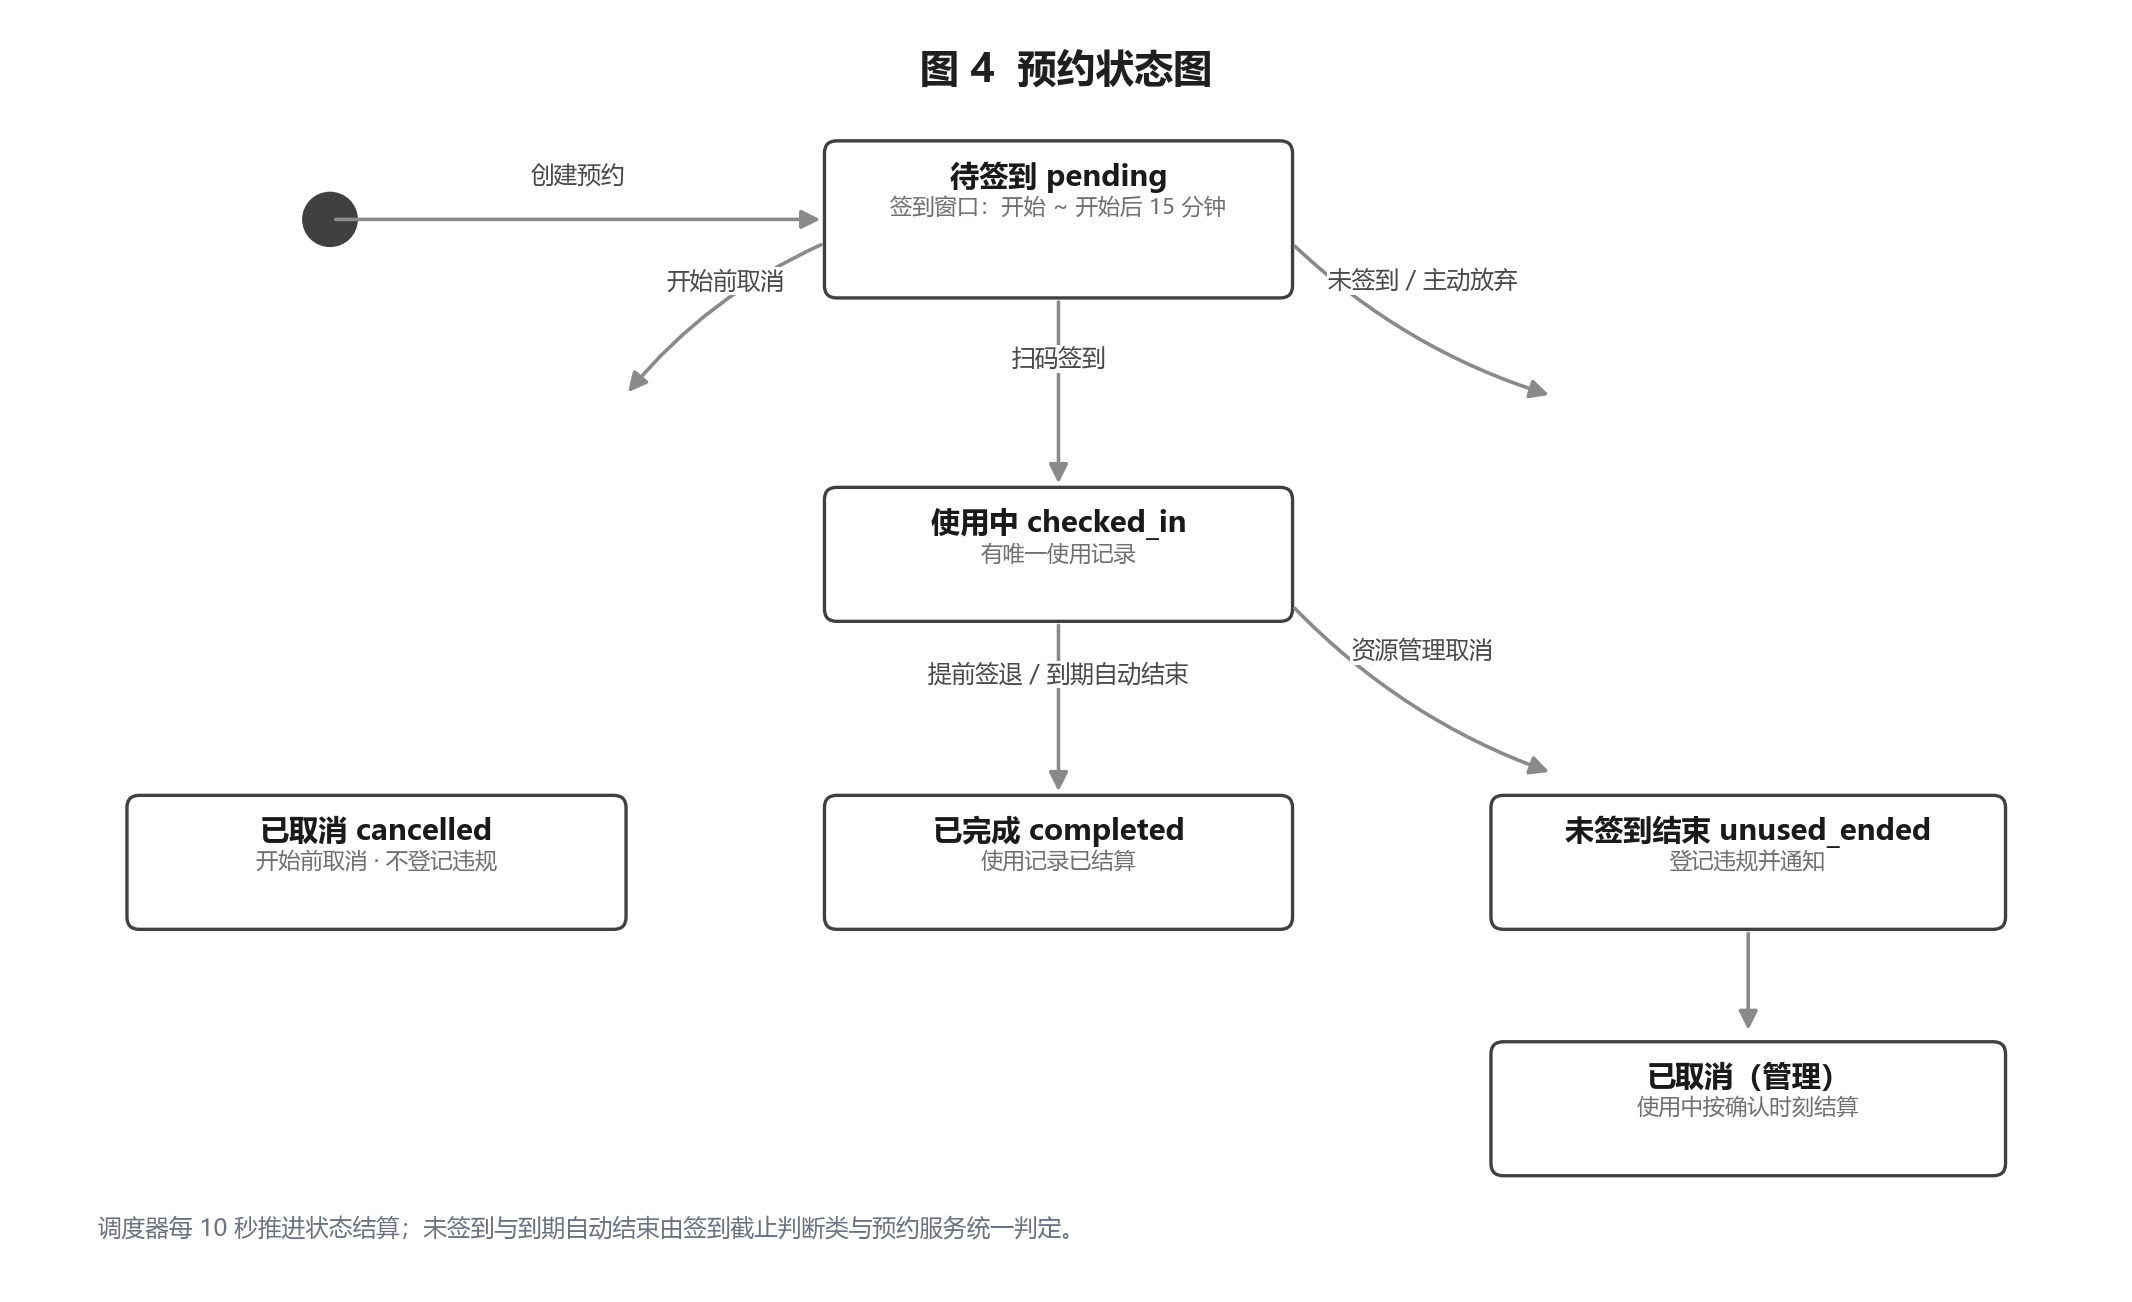 图 4 预约状态图
创建预约
待签到 pending
签到窗口：开始 ~ 开始后 15 分钟
开始前取消
未签到 / 主动放弃
扫码签到
使用中 checked_in
有唯一使用记录
资源管理取消
提前签退 / 到期自动结束
已取消 cancelled
开始前取消 · 不登记违规
已完成 completed
使用记录已结算
未签到结束 unused_ended
登记违规并通知
已取消（管理）
使用中按确认时刻结算
调度器每 10 秒推进状态结算；未签到与到期自动结束由签到截止判断类与预约服务统一判定。